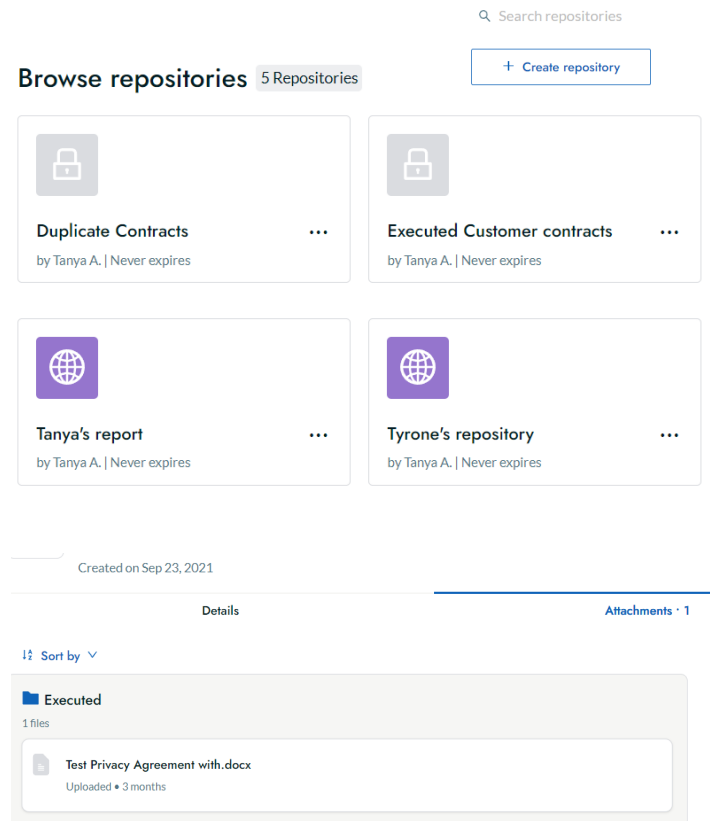 Search repositories
Browse repositories 5 Repositories
+ Create repository
Duplicate Contracts ...
by Tanya A. | Never expires
Executed Customer contracts ...
by Tanya A. | Never expires
Tanya's report ...
by Tanya A. | Never expires
Tyrone's repository ...
by Tanya A. | Never expires
Created on Sep 23, 2021
Details
Attachments · 1
Sort by
Executed
1 files
Test Privacy Agreement with.docx
Uploaded • 3 months